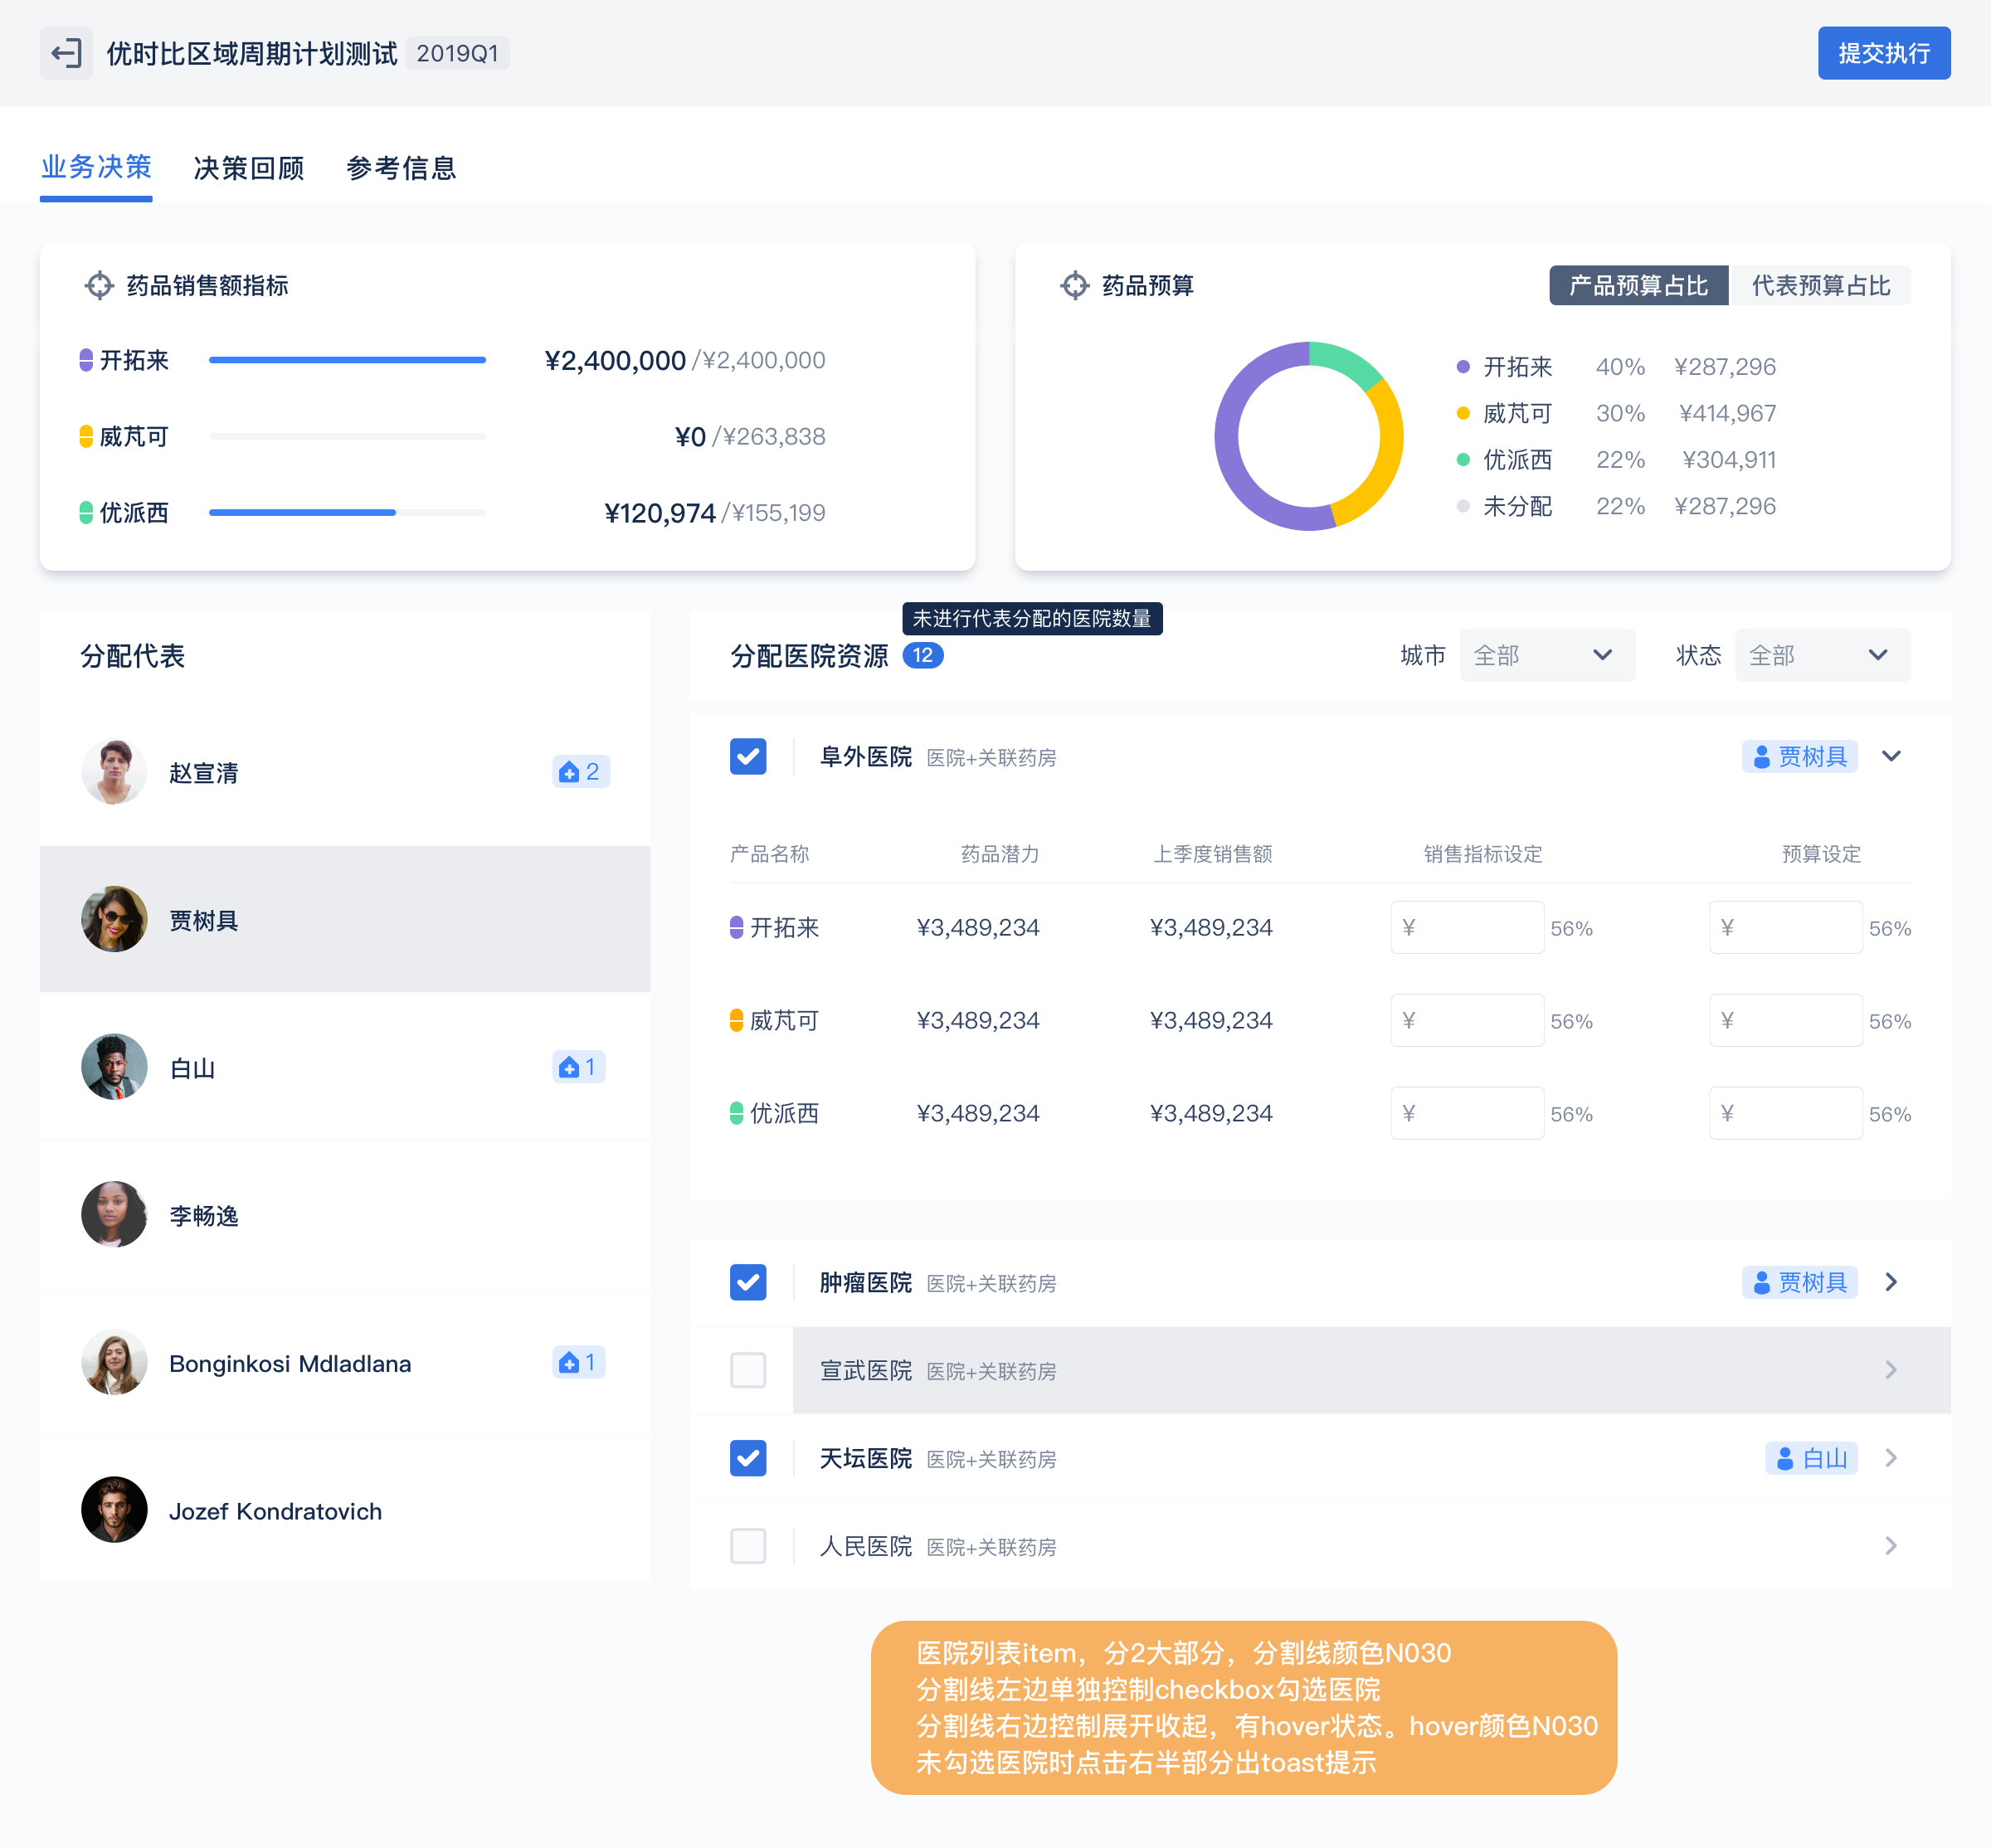 优时比区域周期计划测试 2019Q1
提交执行
业务决策 决策回顾 参考信息
药品销售额指标
开拓来 ¥2,400,000 /¥2,400,000
威芃可 ¥0 /¥263,838
优派西 ¥120,974 /¥155,199
药品预算 产品预算占比 代表预算占比
开拓来 40% ¥287,296
威芃可 30% ¥414,967
优派西 22% ¥304,911
未分配 22% ¥287,296
分配代表
赵宣清 2
贾树具
白山 1
李畅逸
Bonginkosi Mdladlana 1
Jozef Kondratovich
未进行代表分配的医院数量
分配医院资源 12 城市 全部 状态 全部
阜外医院 医院+关联药房 贾树具
产品名称 药品潜力 上季度销售额 销售指标设定 预算设定
开拓来 ¥3,489,234 ¥3,489,234 ¥ 56% ¥ 56%
威芃可 ¥3,489,234 ¥3,489,234 ¥ 56% ¥ 56%
优派西 ¥3,489,234 ¥3,489,234 ¥ 56% ¥ 56%
肿瘤医院 医院+关联药房 贾树具
宣武医院 医院+关联药房
天坛医院 医院+关联药房 白山
人民医院 医院+关联药房
医院列表item，分2大部分，分割线颜色N030
分割线左边单独控制checkbox勾选医院
分割线右边控制展开收起，有hover状态。hover颜色N030
未勾选医院时点击右半部分出toast提示